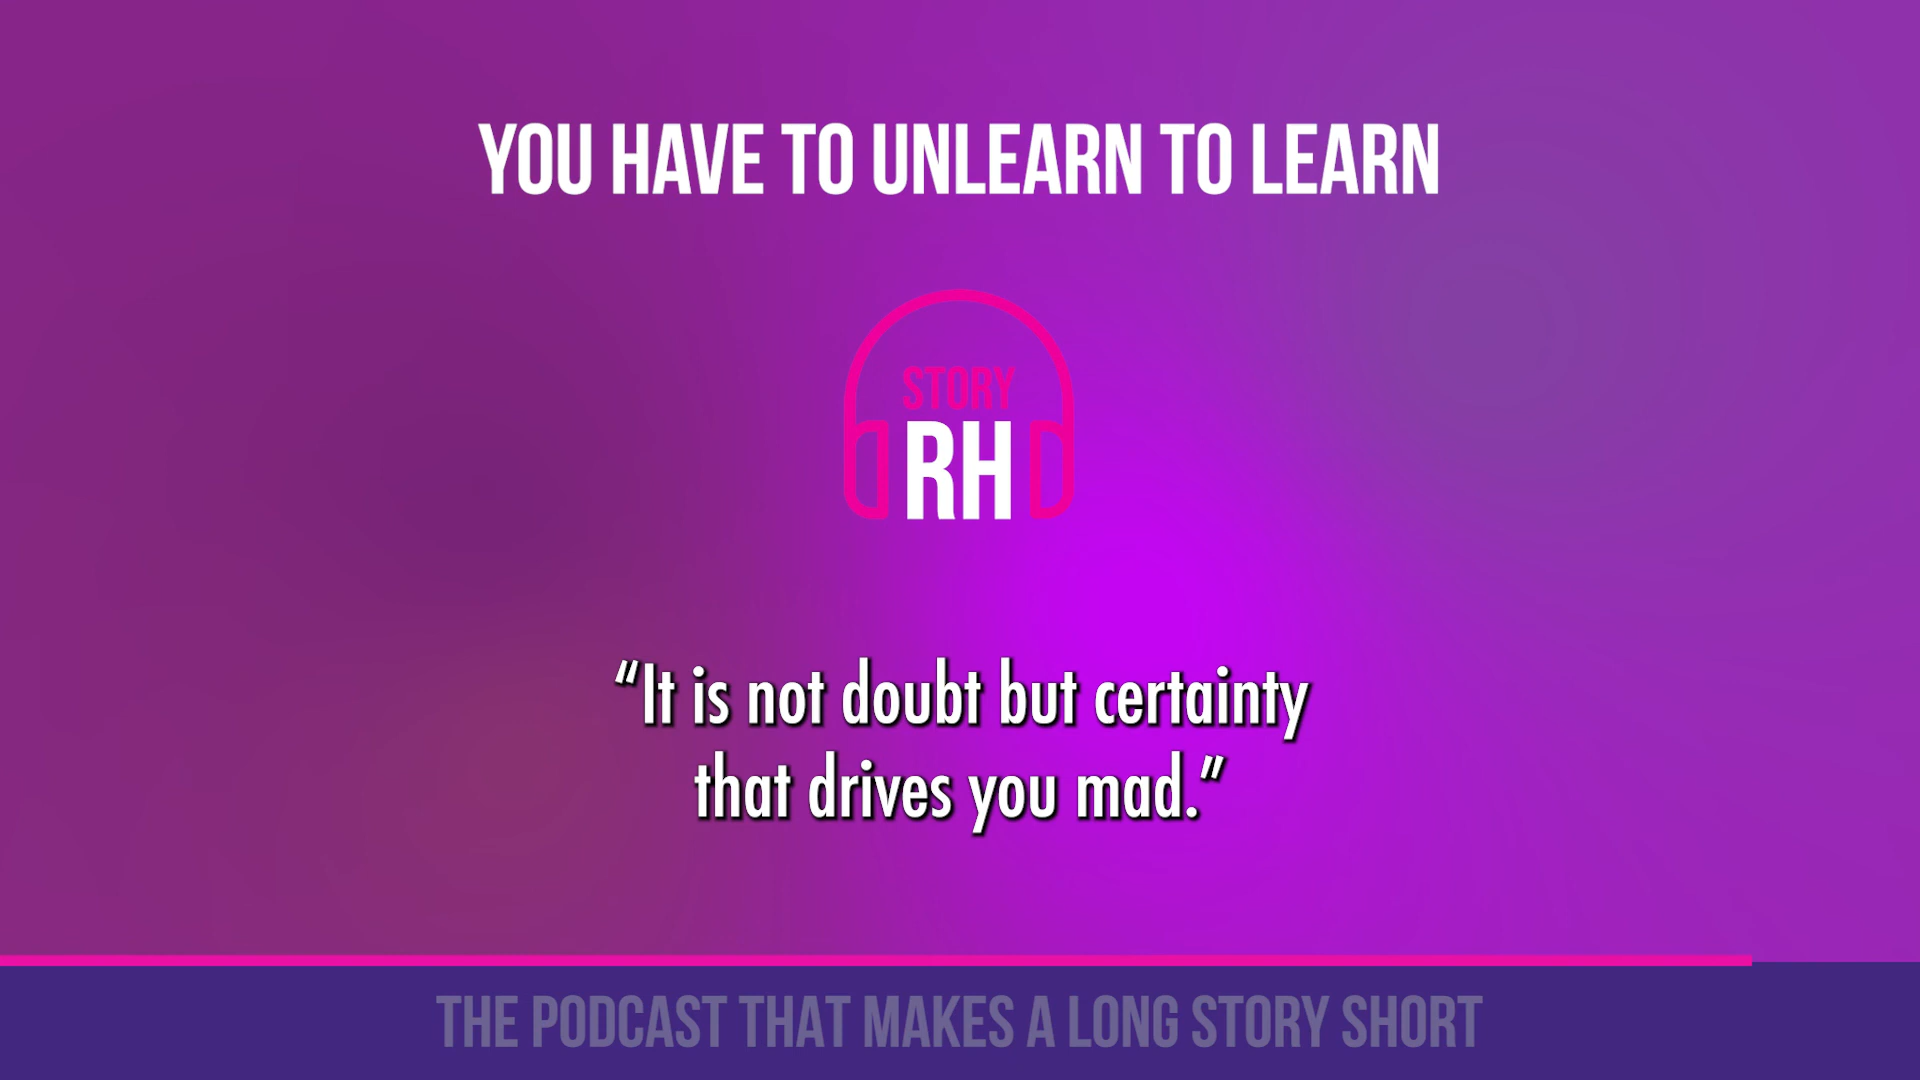 YOU HAVE TO UNLEARN TO LEARN
STORY
RH
“It is not doubt but certainty
that drives you mad.”
THE PODCAST THAT MAKES A LONG STORY SHORT